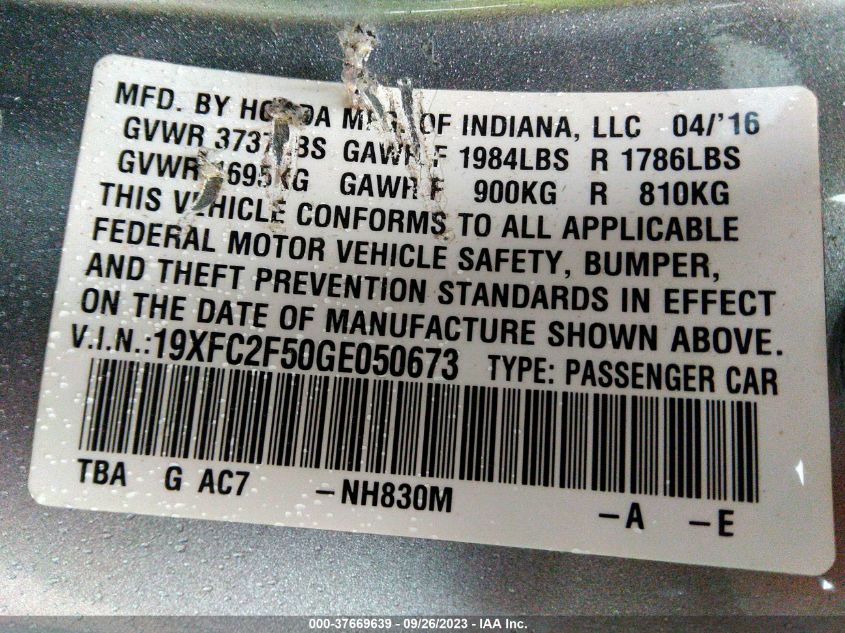 MFD. BY HONDA MFG. OF INDIANA, LLC 04/'16
GVWR 3737LBS GAWR F 1984LBS R 1786LBS
GVWR 1695KG GAWR F 900KG R 810KG
THIS VEHICLE CONFORMS TO ALL APPLICABLE
FEDERAL MOTOR VEHICLE SAFETY, BUMPER,
AND THEFT PREVENTION STANDARDS IN EFFECT
ON THE DATE OF MANUFACTURE SHOWN ABOVE.
V.I.N.:19XFC2F50GE050673 TYPE: PASSENGER CAR
TBA G AC7 -NH830M -A -E
000-37669639 - 09/26/2023 - IAA Inc.